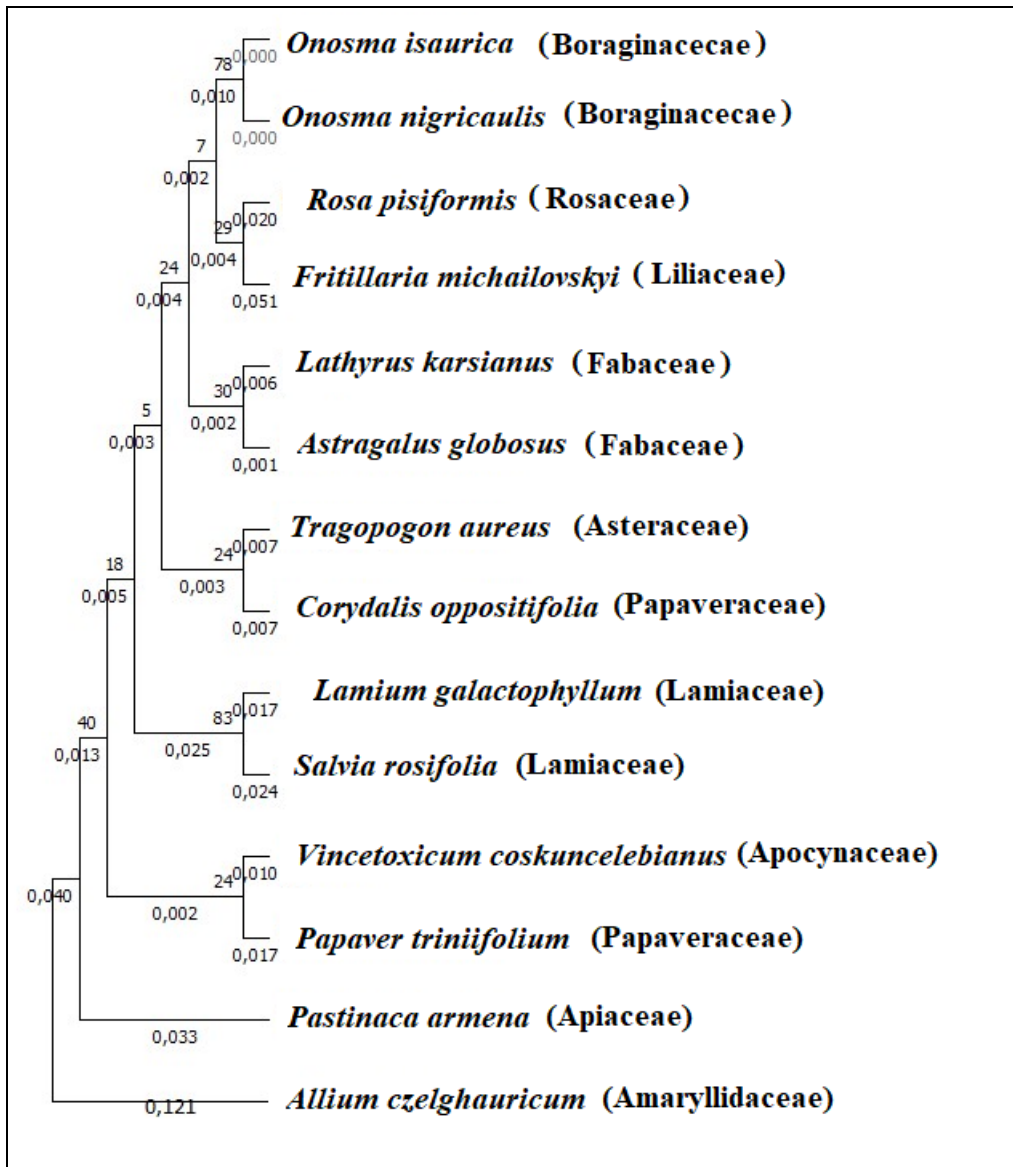 Onosma isaurica (Boraginacecae)
78 0,000
0,010
Onosma nigricaulis (Boraginacecae)
0,000
7
0,002
Rosa pisiformis (Rosaceae)
29 0,020
0,004
24
Fritillaria michailovskyi (Liliaceae)
0,004 0,051
Lathyrus karsianus (Fabaceae)
30 0,006
5
0,002
0,003
Astragalus globosus (Fabaceae)
0,001
Tragopogon aureus (Asteraceae)
24 0,007
18
0,003
0,005
Corydalis oppositifolia (Papaveraceae)
0,007
Lamium galactophyllum (Lamiaceae)
83 0,017
40
0,025
0,013
Salvia rosifolia (Lamiaceae)
0,024
Vincetoxicum coskuncelebianus (Apocynaceae)
24 0,010
0,040
0,002
Papaver triniifolium (Papaveraceae)
0,017
Pastinaca armena (Apiaceae)
0,033
Allium czelghauricum (Amaryllidaceae)
0,121